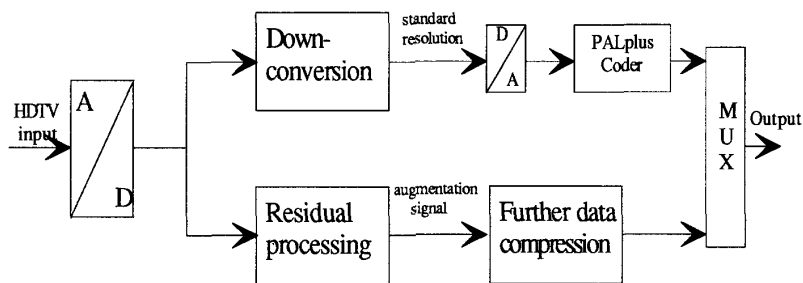 HDTV
input
A
D
Down-
conversion
standard
resolution
D
A
PALplus
Coder
M
U
X
Output
Residual
processing
augmentation
signal
Further data
compression